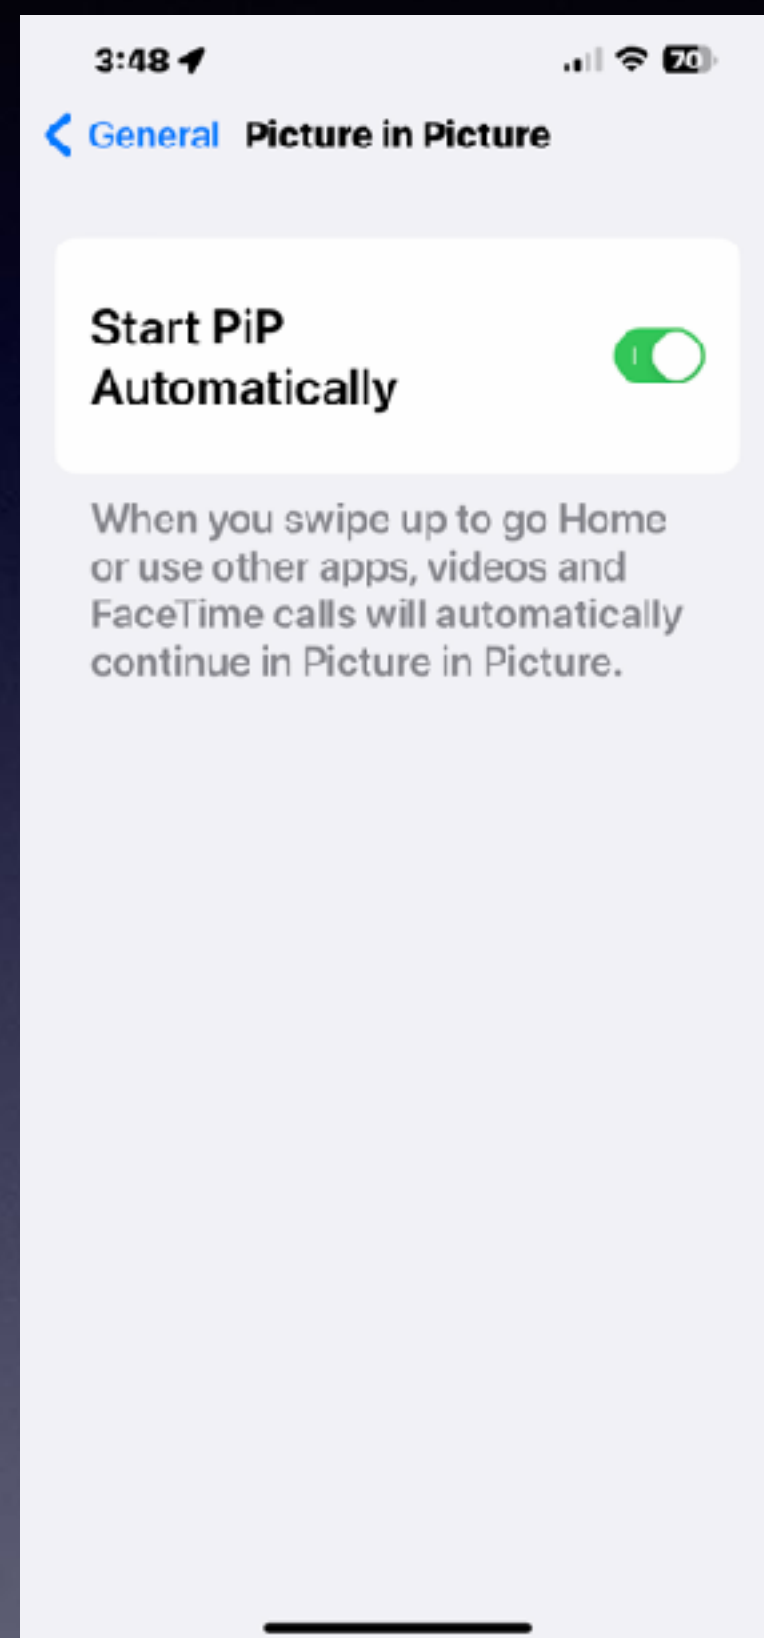 3:48 70
General Picture in Picture
Start PiP
Automatically
When you swipe up to go Home
or use other apps, videos and
FaceTime calls will automatically
continue in Picture in Picture.